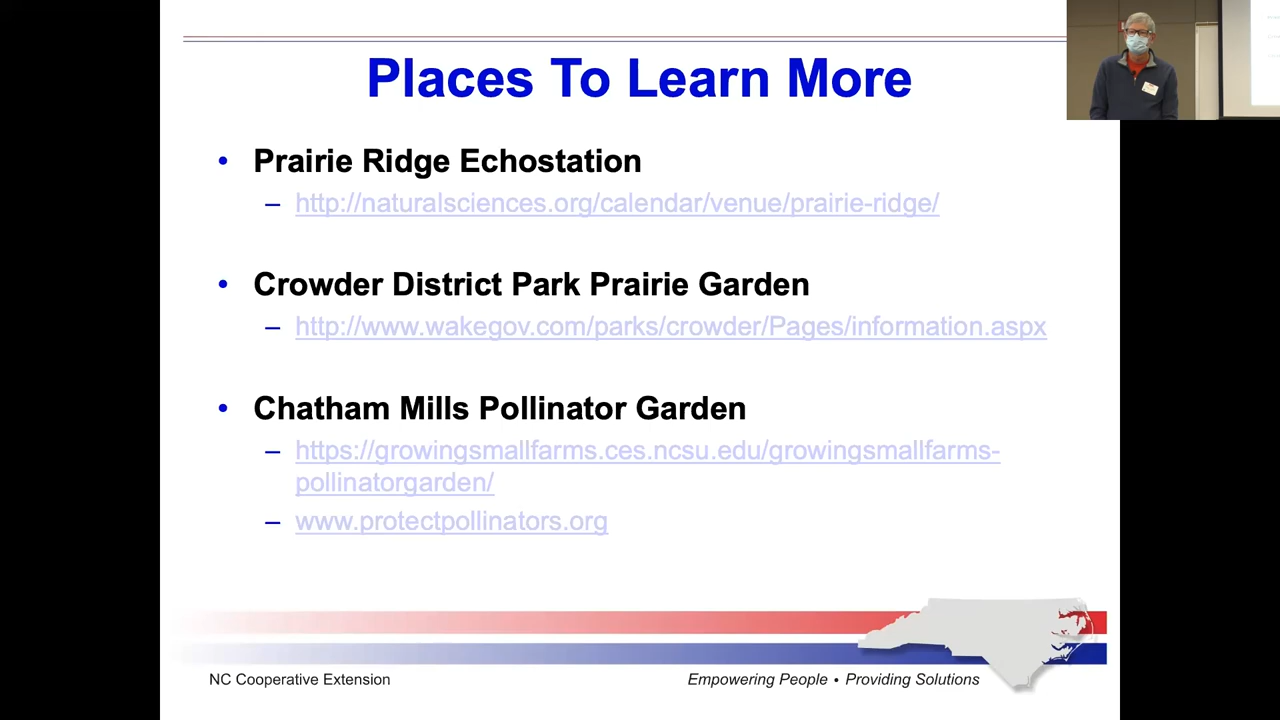 Places To Learn More
• Prairie Ridge Echostation
– http://naturalsciences.org/calendar/venue/prairie-ridge/
• Crowder District Park Prairie Garden
– http://www.wakegov.com/parks/crowder/Pages/information.aspx
• Chatham Mills Pollinator Garden
– https://growingsmallfarms.ces.ncsu.edu/growingsmallfarms-
pollinatorgarden/
– www.protectpollinators.org
NC Cooperative Extension
Empowering People • Providing Solutions